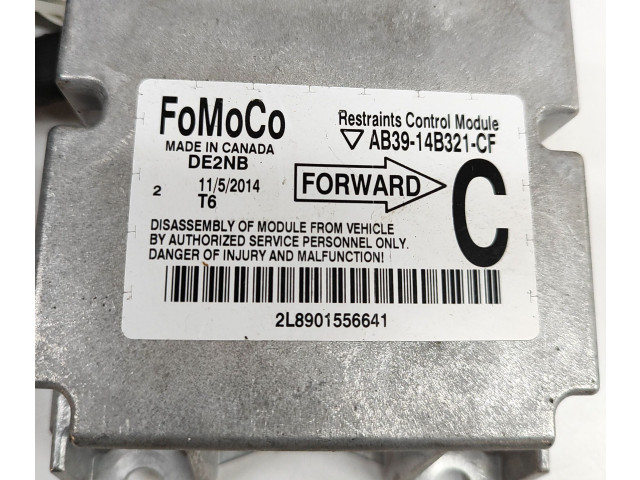 FoMoCo
MADE IN CANADA
DE2NB
2 11/5/2014
T6
Restraints Control Module
AB39-14B321-CF
FORWARD
C
DISASSEMBLY OF MODULE FROM VEHICLE
BY AUTHORIZED SERVICE PERSONNEL ONLY.
DANGER OF INJURY AND MALFUNCTION!
2L8901556641